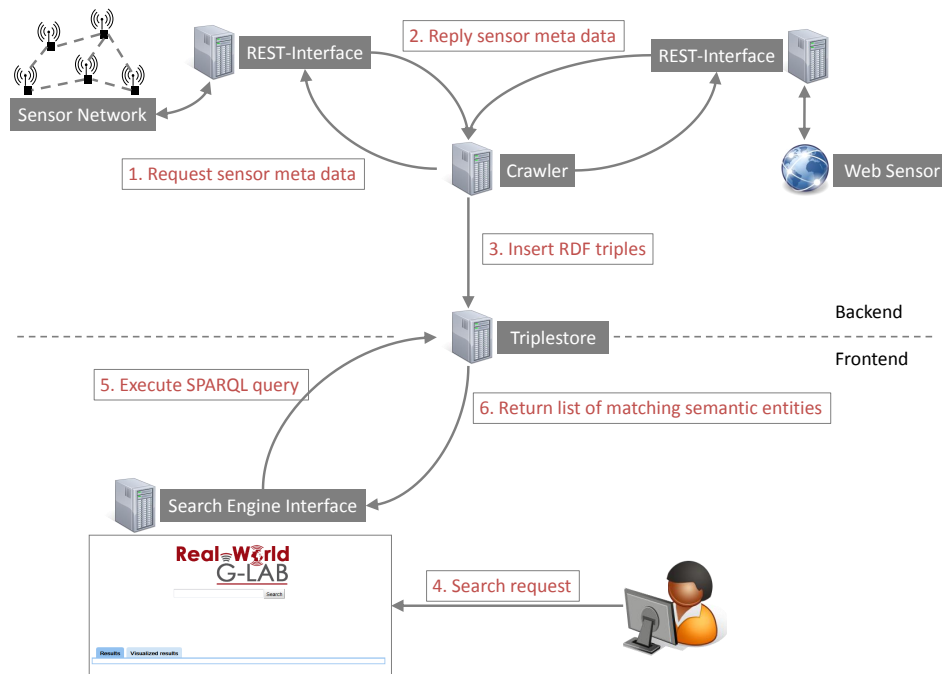 2. Reply sensor meta data
REST-Interface
REST-Interface
Sensor Network
1. Request sensor meta data
Crawler
Web Sensor
3. Insert RDF triples
Backend
Triplestore
Frontend
5. Execute SPARQL query
6. Return list of matching semantic entities
Search Engine Interface
Real World
G-LAB
Search
4. Search request
Results
Visualized results